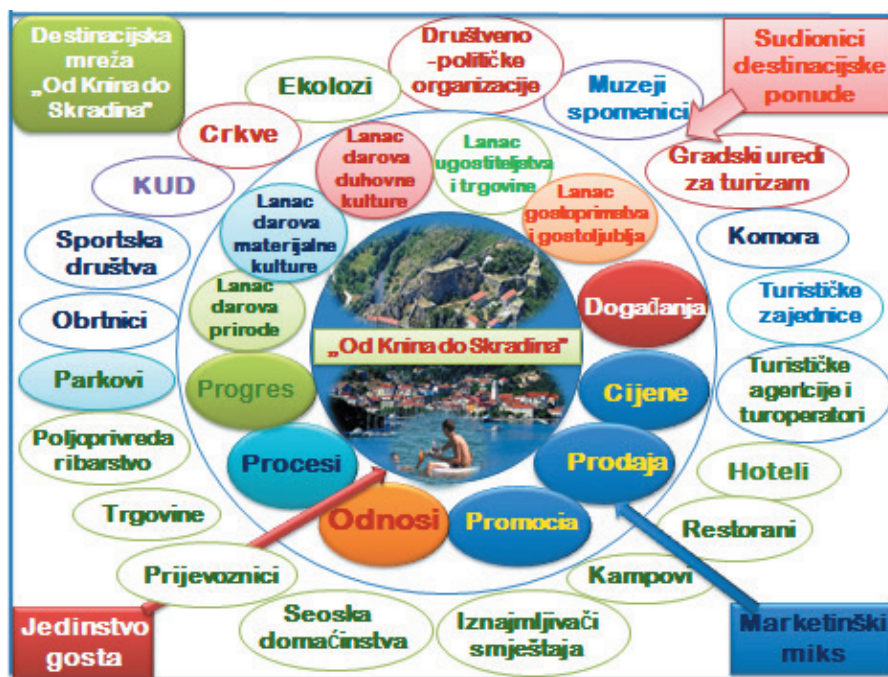 Destinacijska
mreža
„Od Knina do
Skradina"
Društveno
-političke
organizacije
Sudionici
destinacijske
ponude
Ekolozi
Muzeji
spomenici
Crkve
Gradski uredi
za turizam
KUD
Komora
Sportska
društva
Turističke
zajednice
Obrtnici
Turističke
agencije i
turoperatori
Parkovi
Poljoprivreda
ribarstvo
Hoteli
Trgovine
Restorani
Prijevoznici
Kampovi
Seoska
domaćinstva
Iznajmljivači
smještaja
Lanac
darova
duhovne
kulture
Lanac
ugostiteljstva
i trgovine
Lanac
darova
materijalne
kulture
Lanac
gostoprimstva
i gostoljublja
Lanac
darova
prirode
Događanja
„Od Knina do Skradina"
Progres
Cijene
Procesi
Prodaja
Odnosi
Promocia
Jedinstvo
gosta
Marketinški
miks